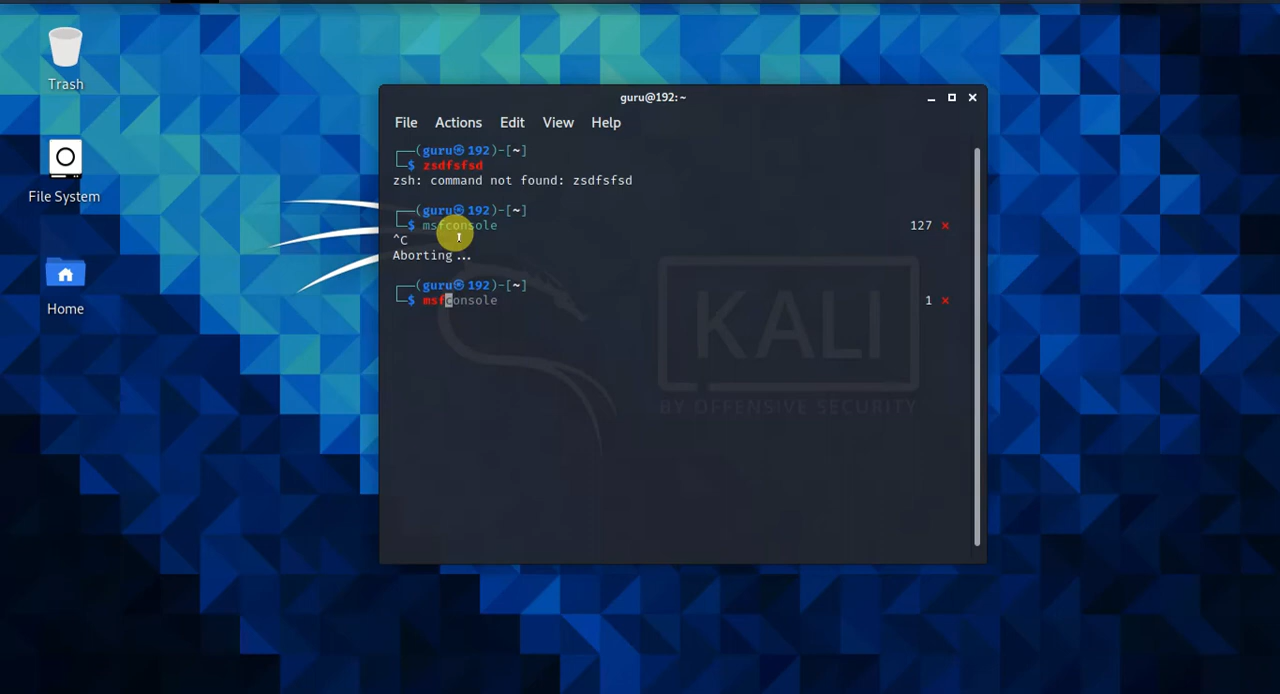 Trash
File System
Home
guru@192:~
File Actions Edit View Help
┌──(guru㉿192)-[~]
└─$ zsdfsfsd
zsh: command not found: zsdfsfsd
┌──(guru㉿192)-[~]
└─$ msfconsole 127 ⨯
^C
Aborting...
┌──(guru㉿192)-[~]
└─$ msfconsole 1 ⨯
KALI
BY OFFENSIVE SECURITY